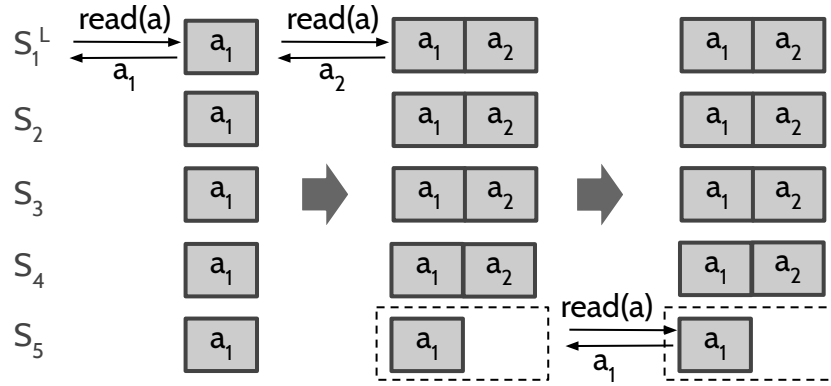 S₁ᴸ read(a) a₁ a₁ read(a) a₂ a₁ a₂ a₁ a₂
S₂ a₁ a₁ a₂ a₁ a₂
S₃ a₁ a₁ a₂ a₁ a₂
S₄ a₁ a₁ a₂ a₁ a₂
S₅ a₁ a₁ read(a) a₁ a₁